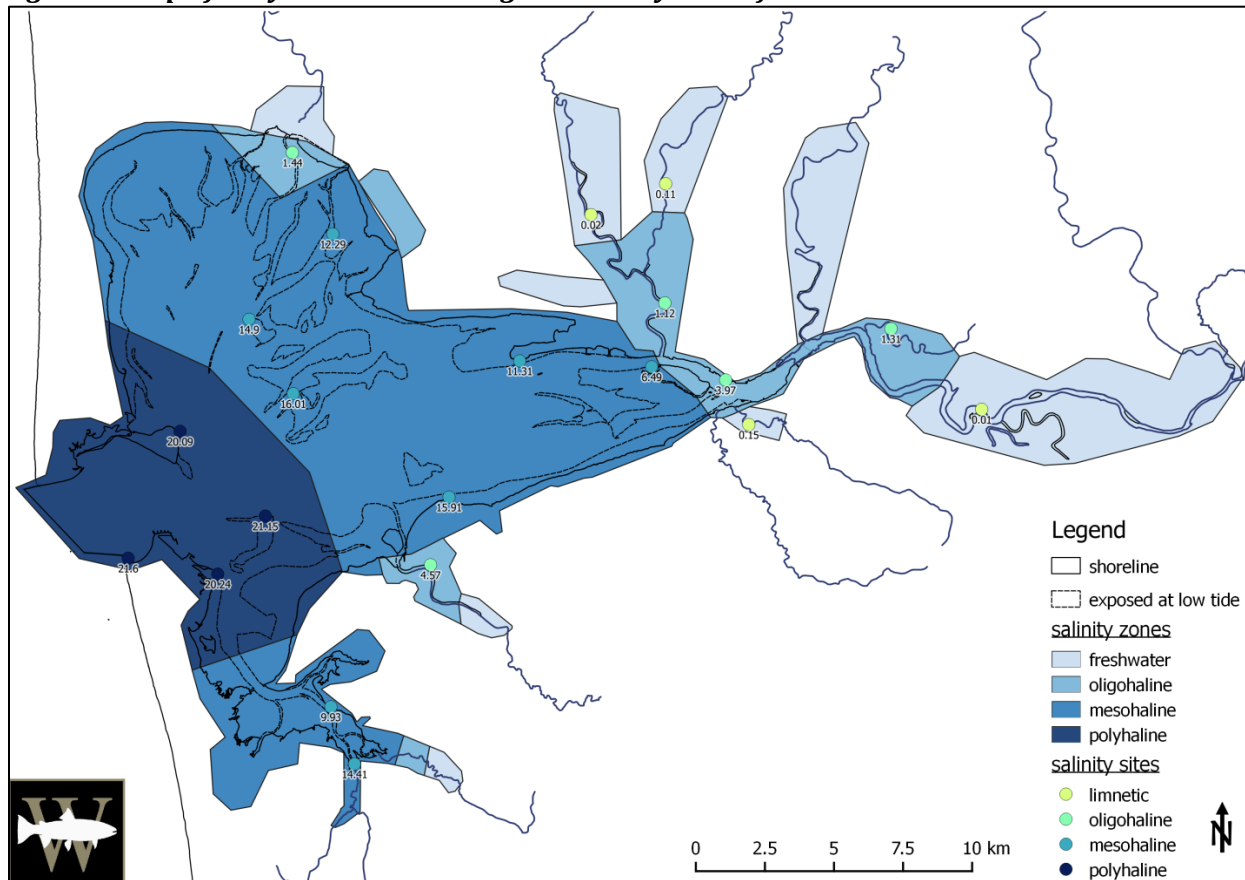 1.44
0.11
0.02
12.29
1.12
14.9
1.31
11.31
6.49
3.97
16.01
0.01
0.15
20.09
15.91
21.15
21.6
20.24
4.57
9.93
14.41
Legend
shoreline
exposed at low tide
salinity zones
freshwater
oligohaline
mesohaline
polyhaline
salinity sites
limnetic
oligohaline
mesohaline
polyhaline
0 2.5 5 7.5 10 km
N
W